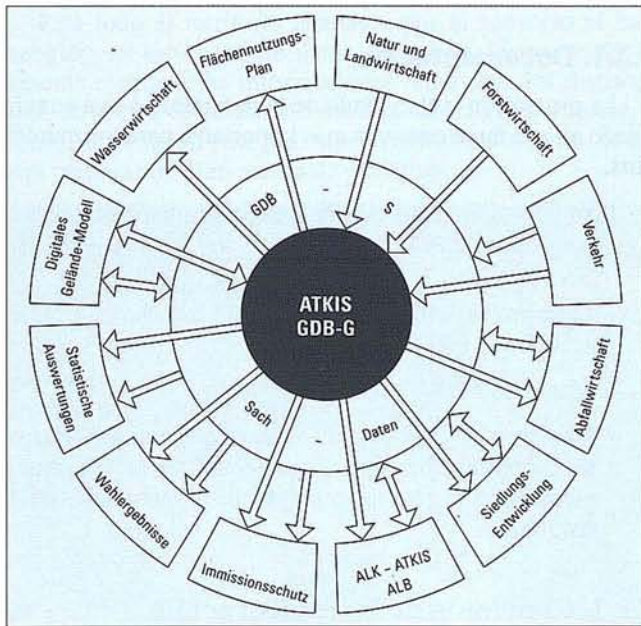 Flächennutzungs-
Plan
Natur und
Landwirtschaft
Forstwirtschaft
Verkehr
Abfallwirtschaft
Siedlungs-
Entwicklung
ALK – ATKIS
ALB
Immissionsschutz
Wahlergebnisse
Statistische
Auswertungen
Digitales
Gelände-Modell
Wasserwirtschaft
GDB
S
Daten
Sach
ATKIS
GDB-G